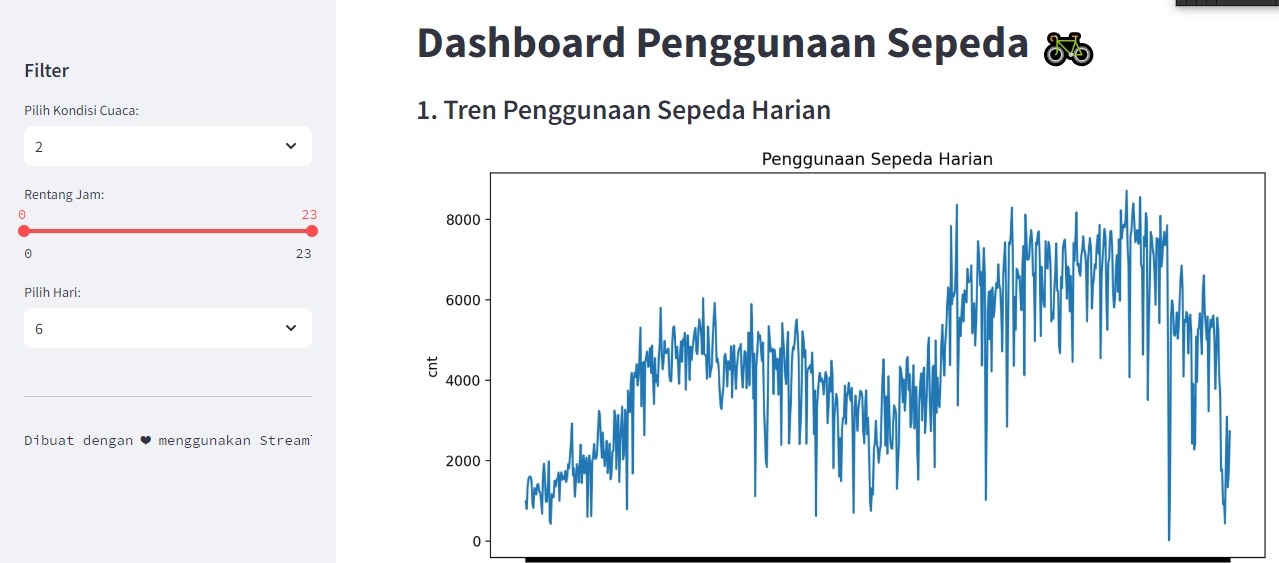 Filter
Pilih Kondisi Cuaca:
2
Rentang Jam:
0 23
0 23
Pilih Hari:
6
Dibuat dengan ❤ menggunakan Stream
Dashboard Penggunaan Sepeda 🚲
1. Tren Penggunaan Sepeda Harian
Penggunaan Sepeda Harian
cnt
8000
6000
4000
2000
0